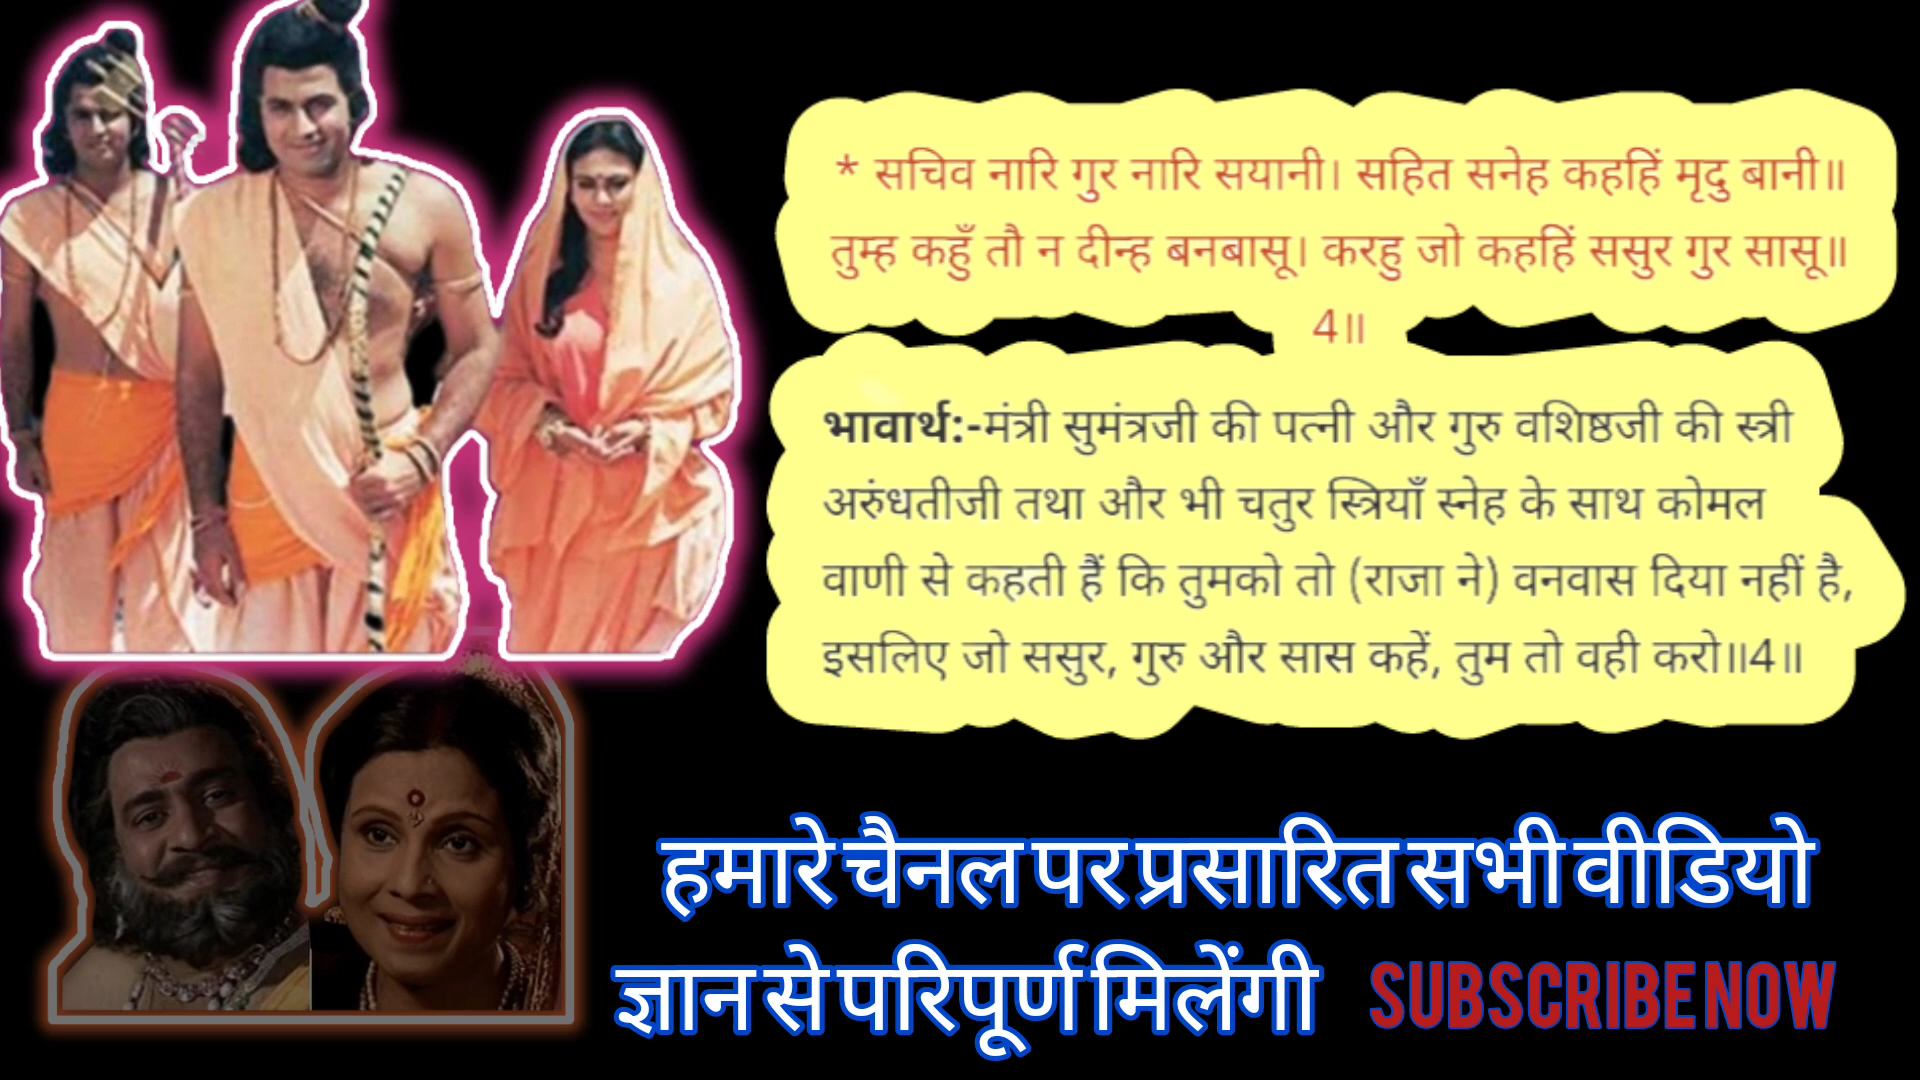 * सचिव नारि गुर नारि सयानी। सहित सनेह कहहिं मृदु बानी॥
तुम्ह कहुँ तौ न दीन्ह बनबासू। करहु जो कहहिं ससुर गुर सासू॥
4॥
भावार्थ:-मंत्री सुमंत्रजी की पत्नी और गुरु वशिष्ठजी की स्त्री
अरुंधतीजी तथा और भी चतुर स्त्रियाँ स्नेह के साथ कोमल
वाणी से कहती हैं कि तुमको तो (राजा ने) वनवास दिया नहीं है,
इसलिए जो ससुर, गुरु और सास कहें, तुम तो वही करो॥4॥
हमारे चैनल पर प्रसारित सभी वीडियो
ज्ञान से परिपूर्ण मिलेंगी SUBSCRIBE NOW